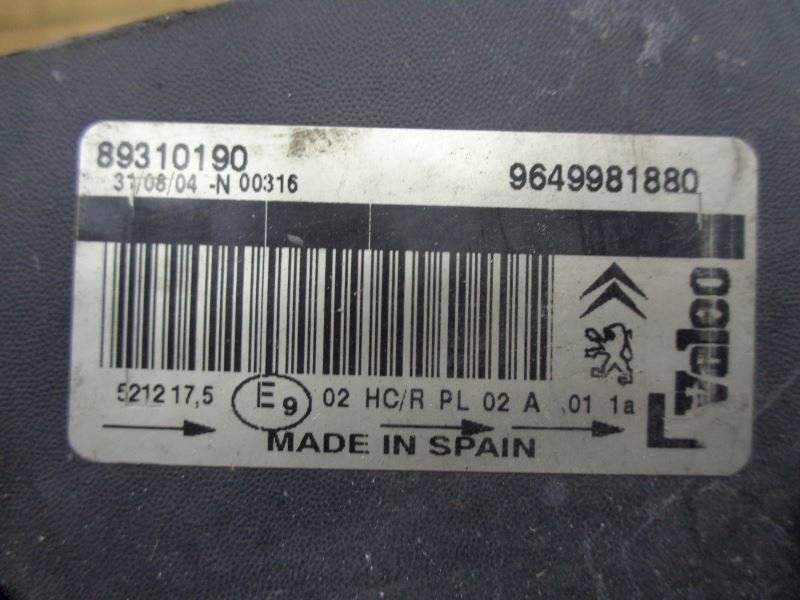 89310190
31/08/04 -N 00316
9649981880
5212 17,5 E9 02 HC/R PL 02 A 01 1a
MADE IN SPAIN
Valeo